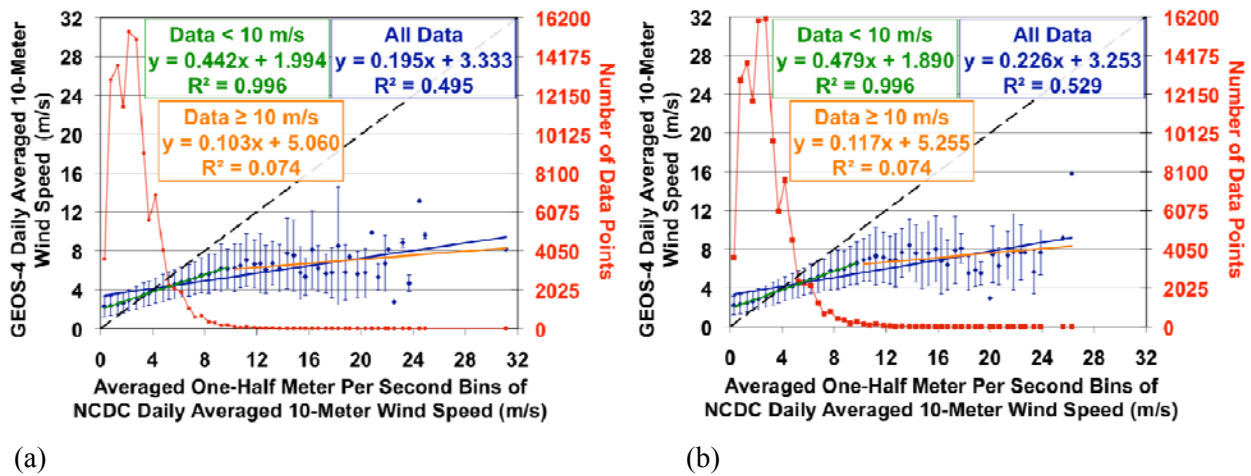 GEOS-4 Daily Averaged 10-Meter
Wind Speed (m/s)
32
28
24
20
16
12
8
4
0
Data < 10 m/s
y = 0.442x + 1.994
R² = 0.996
All Data
y = 0.195x + 3.333
R² = 0.495
Data ≥ 10 m/s
y = 0.103x + 5.060
R² = 0.074
16200
14175
12150
10125
8100
6075
4050
2025
0
Number of Data Points
0 4 8 12 16 20 24 28 32
Averaged One-Half Meter Per Second Bins of
NCDC Daily Averaged 10-Meter Wind Speed (m/s)
(a)
GEOS-4 Daily Averaged 10-Meter
Wind Speed (m/s)
32
28
24
20
16
12
8
4
0
Data < 10 m/s
y = 0.479x + 1.890
R² = 0.996
All Data
y = 0.226x + 3.253
R² = 0.529
Data ≥ 10 m/s
y = 0.117x + 5.255
R² = 0.074
16200
14175
12150
10125
8100
6075
4050
2025
0
Number of Data Points
0 4 8 12 16 20 24 28 32
Averaged One-Half Meter Per Second Bins of
NCDC Daily Averaged 10-Meter Wind Speed (m/s)
(b)